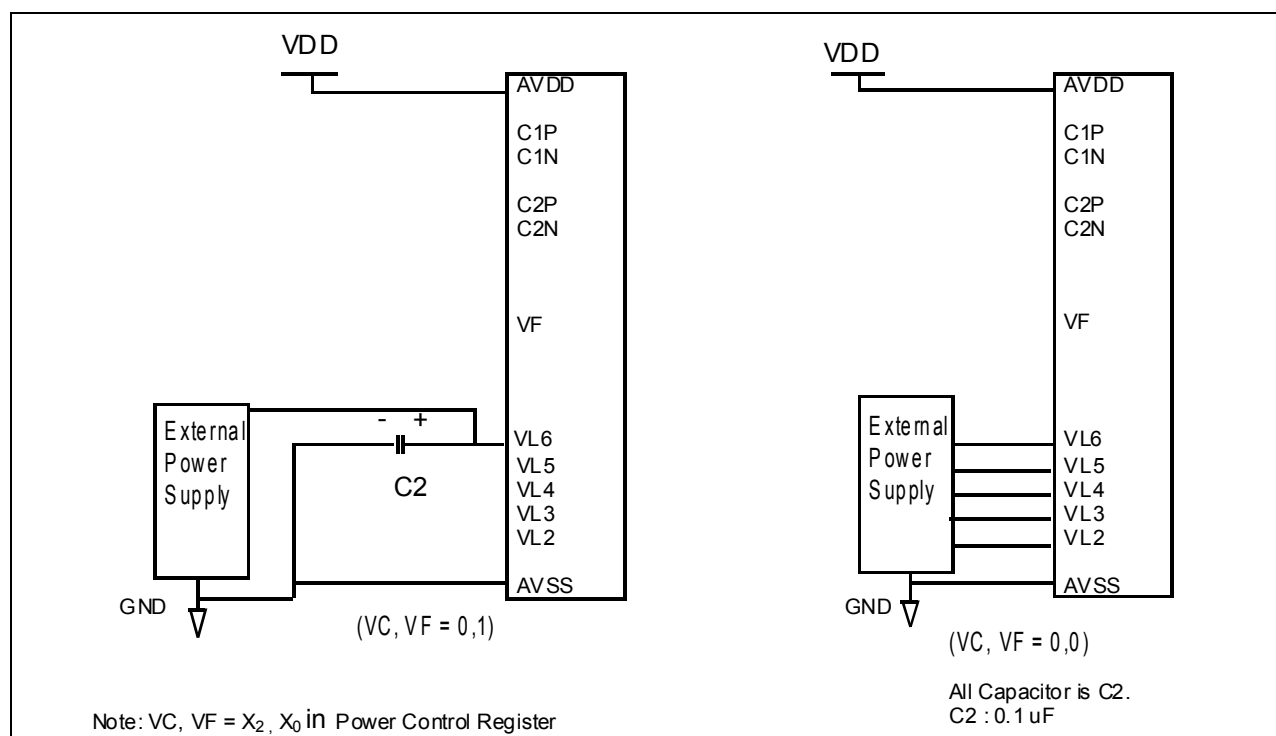 VDD
AVDD
C1P
C1N
C2P
C2N
VF
- +
External
Power
Supply
VL6
VL5
VL4
VL3
VL2
C2
AVSS
GND
(VC, VF = 0,1)
Note: VC, VF = X2 , X0 in Power Control Register
VDD
AVDD
C1P
C1N
C2P
C2N
VF
External
Power
Supply
VL6
VL5
VL4
VL3
VL2
AVSS
GND
(VC, VF = 0,0)
All Capacitor is C2.
C2 : 0.1 uF